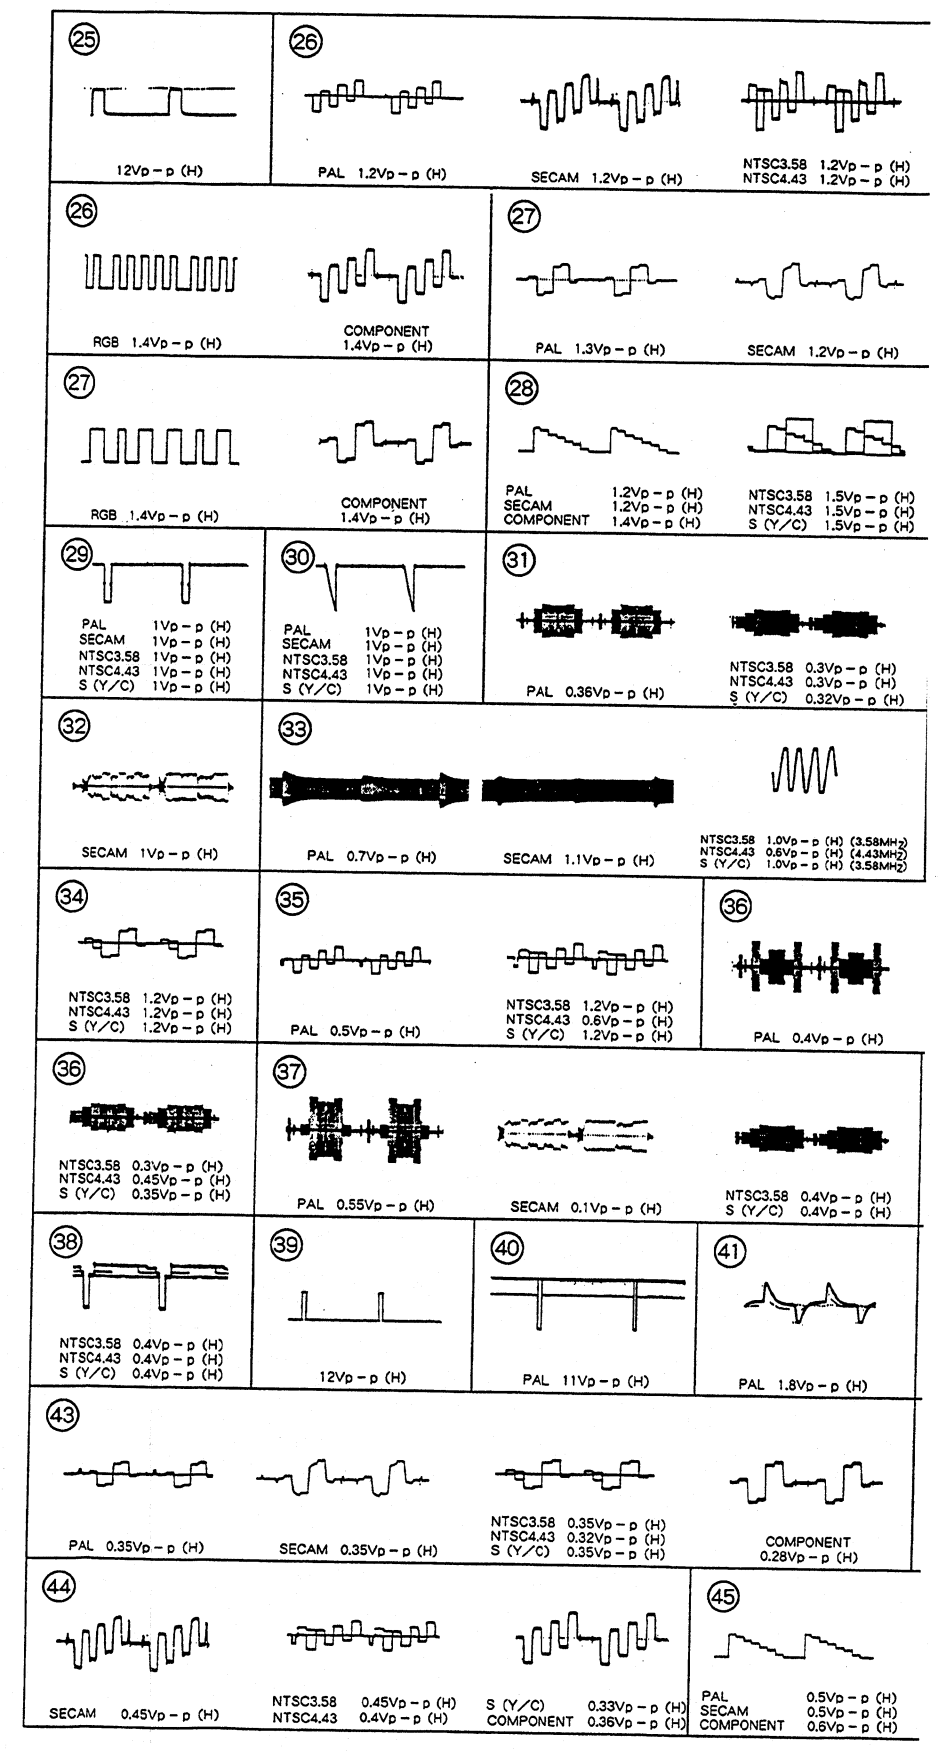 25
12Vp-p (H)
26
PAL 1.2Vp-p (H)
SECAM 1.2Vp-p (H)
NTSC3.58 1.2Vp-p (H)
NTSC4.43 1.2Vp-p (H)
26
RGB 1.4Vp-p (H)
COMPONENT
1.4Vp-p (H)
27
PAL 1.3Vp-p (H)
SECAM 1.2Vp-p (H)
27
RGB 1.4Vp-p (H)
COMPONENT
1.4Vp-p (H)
28
PAL 1.2Vp-p (H)
SECAM 1.2Vp-p (H)
COMPONENT 1.4Vp-p (H)
NTSC3.58 1.5Vp-p (H)
NTSC4.43 1.5Vp-p (H)
S (Y/C) 1.5Vp-p (H)
29
PAL 1Vp-p (H)
SECAM 1Vp-p (H)
NTSC3.58 1Vp-p (H)
NTSC4.43 1Vp-p (H)
S (Y/C) 1Vp-p (H)
30
PAL 1Vp-p (H)
SECAM 1Vp-p (H)
NTSC3.58 1Vp-p (H)
NTSC4.43 1Vp-p (H)
S (Y/C) 1Vp-p (H)
31
PAL 0.36Vp-p (H)
NTSC3.58 0.3Vp-p (H)
NTSC4.43 0.3Vp-p (H)
S (Y/C) 0.32Vp-p (H)
32
SECAM 1Vp-p (H)
33
PAL 0.7Vp-p (H)
SECAM 1.1Vp-p (H)
NTSC3.58 1.0Vp-p (H) (3.58MHz)
NTSC4.43 0.6Vp-p (H) (4.43MHz)
S (Y/C) 1.0Vp-p (H) (3.58MHz)
34
NTSC3.58 1.2Vp-p (H)
NTSC4.43 1.2Vp-p (H)
S (Y/C) 1.2Vp-p (H)
35
PAL 0.5Vp-p (H)
NTSC3.58 1.2Vp-p (H)
NTSC4.43 0.6Vp-p (H)
S (Y/C) 1.2Vp-p (H)
36
PAL 0.4Vp-p (H)
36
NTSC3.58 0.3Vp-p (H)
NTSC4.43 0.45Vp-p (H)
S (Y/C) 0.35Vp-p (H)
37
PAL 0.55Vp-p (H)
SECAM 0.1Vp-p (H)
NTSC3.58 0.4Vp-p (H)
S (Y/C) 0.4Vp-p (H)
38
NTSC3.58 0.4Vp-p (H)
NTSC4.43 0.4Vp-p (H)
S (Y/C) 0.4Vp-p (H)
39
12Vp-p (H)
40
PAL 11Vp-p (H)
41
PAL 1.8Vp-p (H)
43
PAL 0.35Vp-p (H)
SECAM 0.35Vp-p (H)
NTSC3.58 0.35Vp-p (H)
NTSC4.43 0.32Vp-p (H)
S (Y/C) 0.35Vp-p (H)
COMPONENT
0.28Vp-p (H)
44
SECAM 0.45Vp-p (H)
NTSC3.58 0.45Vp-p (H)
NTSC4.43 0.4Vp-p (H)
S (Y/C) 0.33Vp-p (H)
COMPONENT 0.36Vp-p (H)
45
PAL 0.5Vp-p (H)
SECAM 0.5Vp-p (H)
COMPONENT 0.6Vp-p (H)